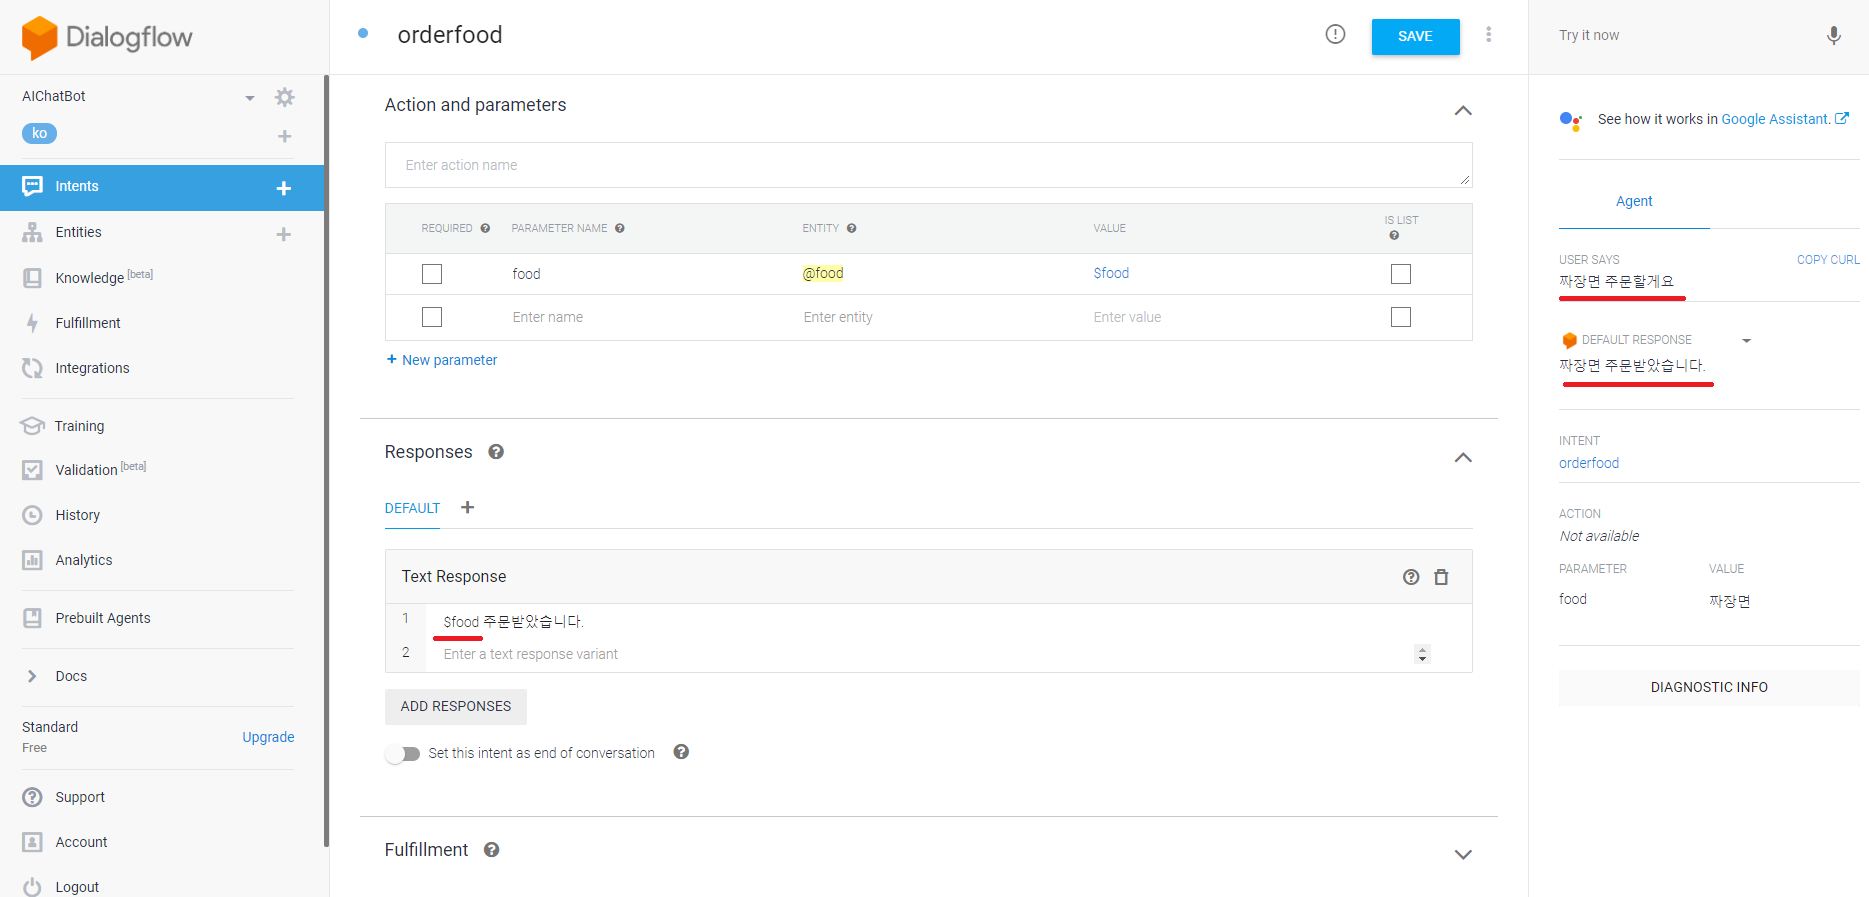 Dialogflow
AIChatBot
ko
Intents
Entities
Knowledge [beta]
Fulfillment
Integrations
Training
Validation [beta]
History
Analytics
Prebuilt Agents
Docs
Standard
Free
Upgrade
Support
Account
Logout
orderfood
SAVE
Action and parameters
Enter action name
REQUIRED PARAMETER NAME ENTITY VALUE IS LIST
food @food $food
Enter name Enter entity Enter value
+ New parameter
Responses
DEFAULT +
Text Response
1 $food 주문받았습니다.
2 Enter a text response variant
ADD RESPONSES
Set this intent as end of conversation
Fulfillment
Try it now
See how it works in Google Assistant.
Agent
USER SAYS COPY CURL
짜장면 주문할게요
DEFAULT RESPONSE
짜장면 주문받았습니다.
INTENT
orderfood
ACTION
Not available
PARAMETER VALUE
food 짜장면
DIAGNOSTIC INFO